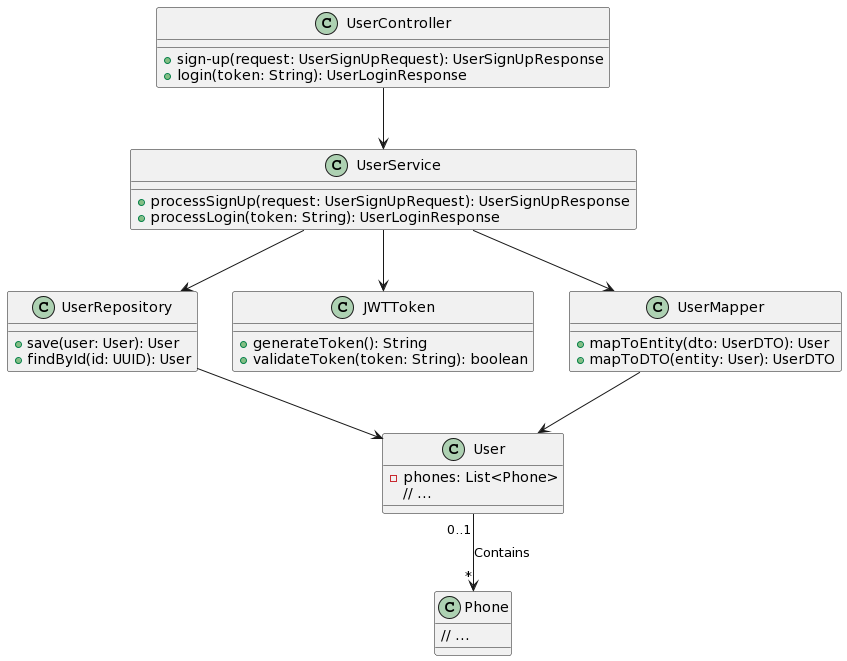 C UserController
sign-up(request: UserSignUpRequest): UserSignUpResponse
login(token: String): UserLoginResponse
C UserService
processSignUp(request: UserSignUpRequest): UserSignUpResponse
processLogin(token: String): UserLoginResponse
C UserRepository
save(user: User): User
findById(id: UUID): User
C JWTToken
generateToken(): String
validateToken(token: String): boolean
C UserMapper
mapToEntity(dto: UserDTO): User
mapToDTO(entity: User): UserDTO
C User
phones: List<Phone>
// ...
0..1
Contains
*
C Phone
// ...